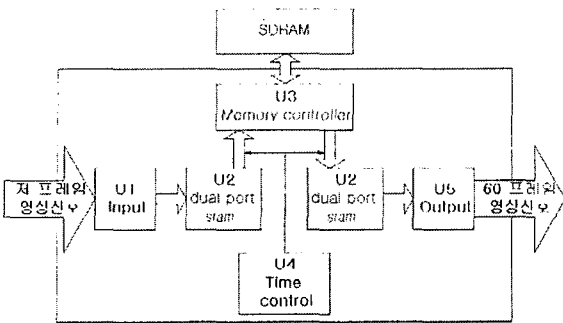 SDRAM
U3
Memory controller
저 프레임
영상신호
U1
Input
U2
dual port
sram
U2
dual port
sram
U5
Output
60 프레임
영상신호
U4
Time
control